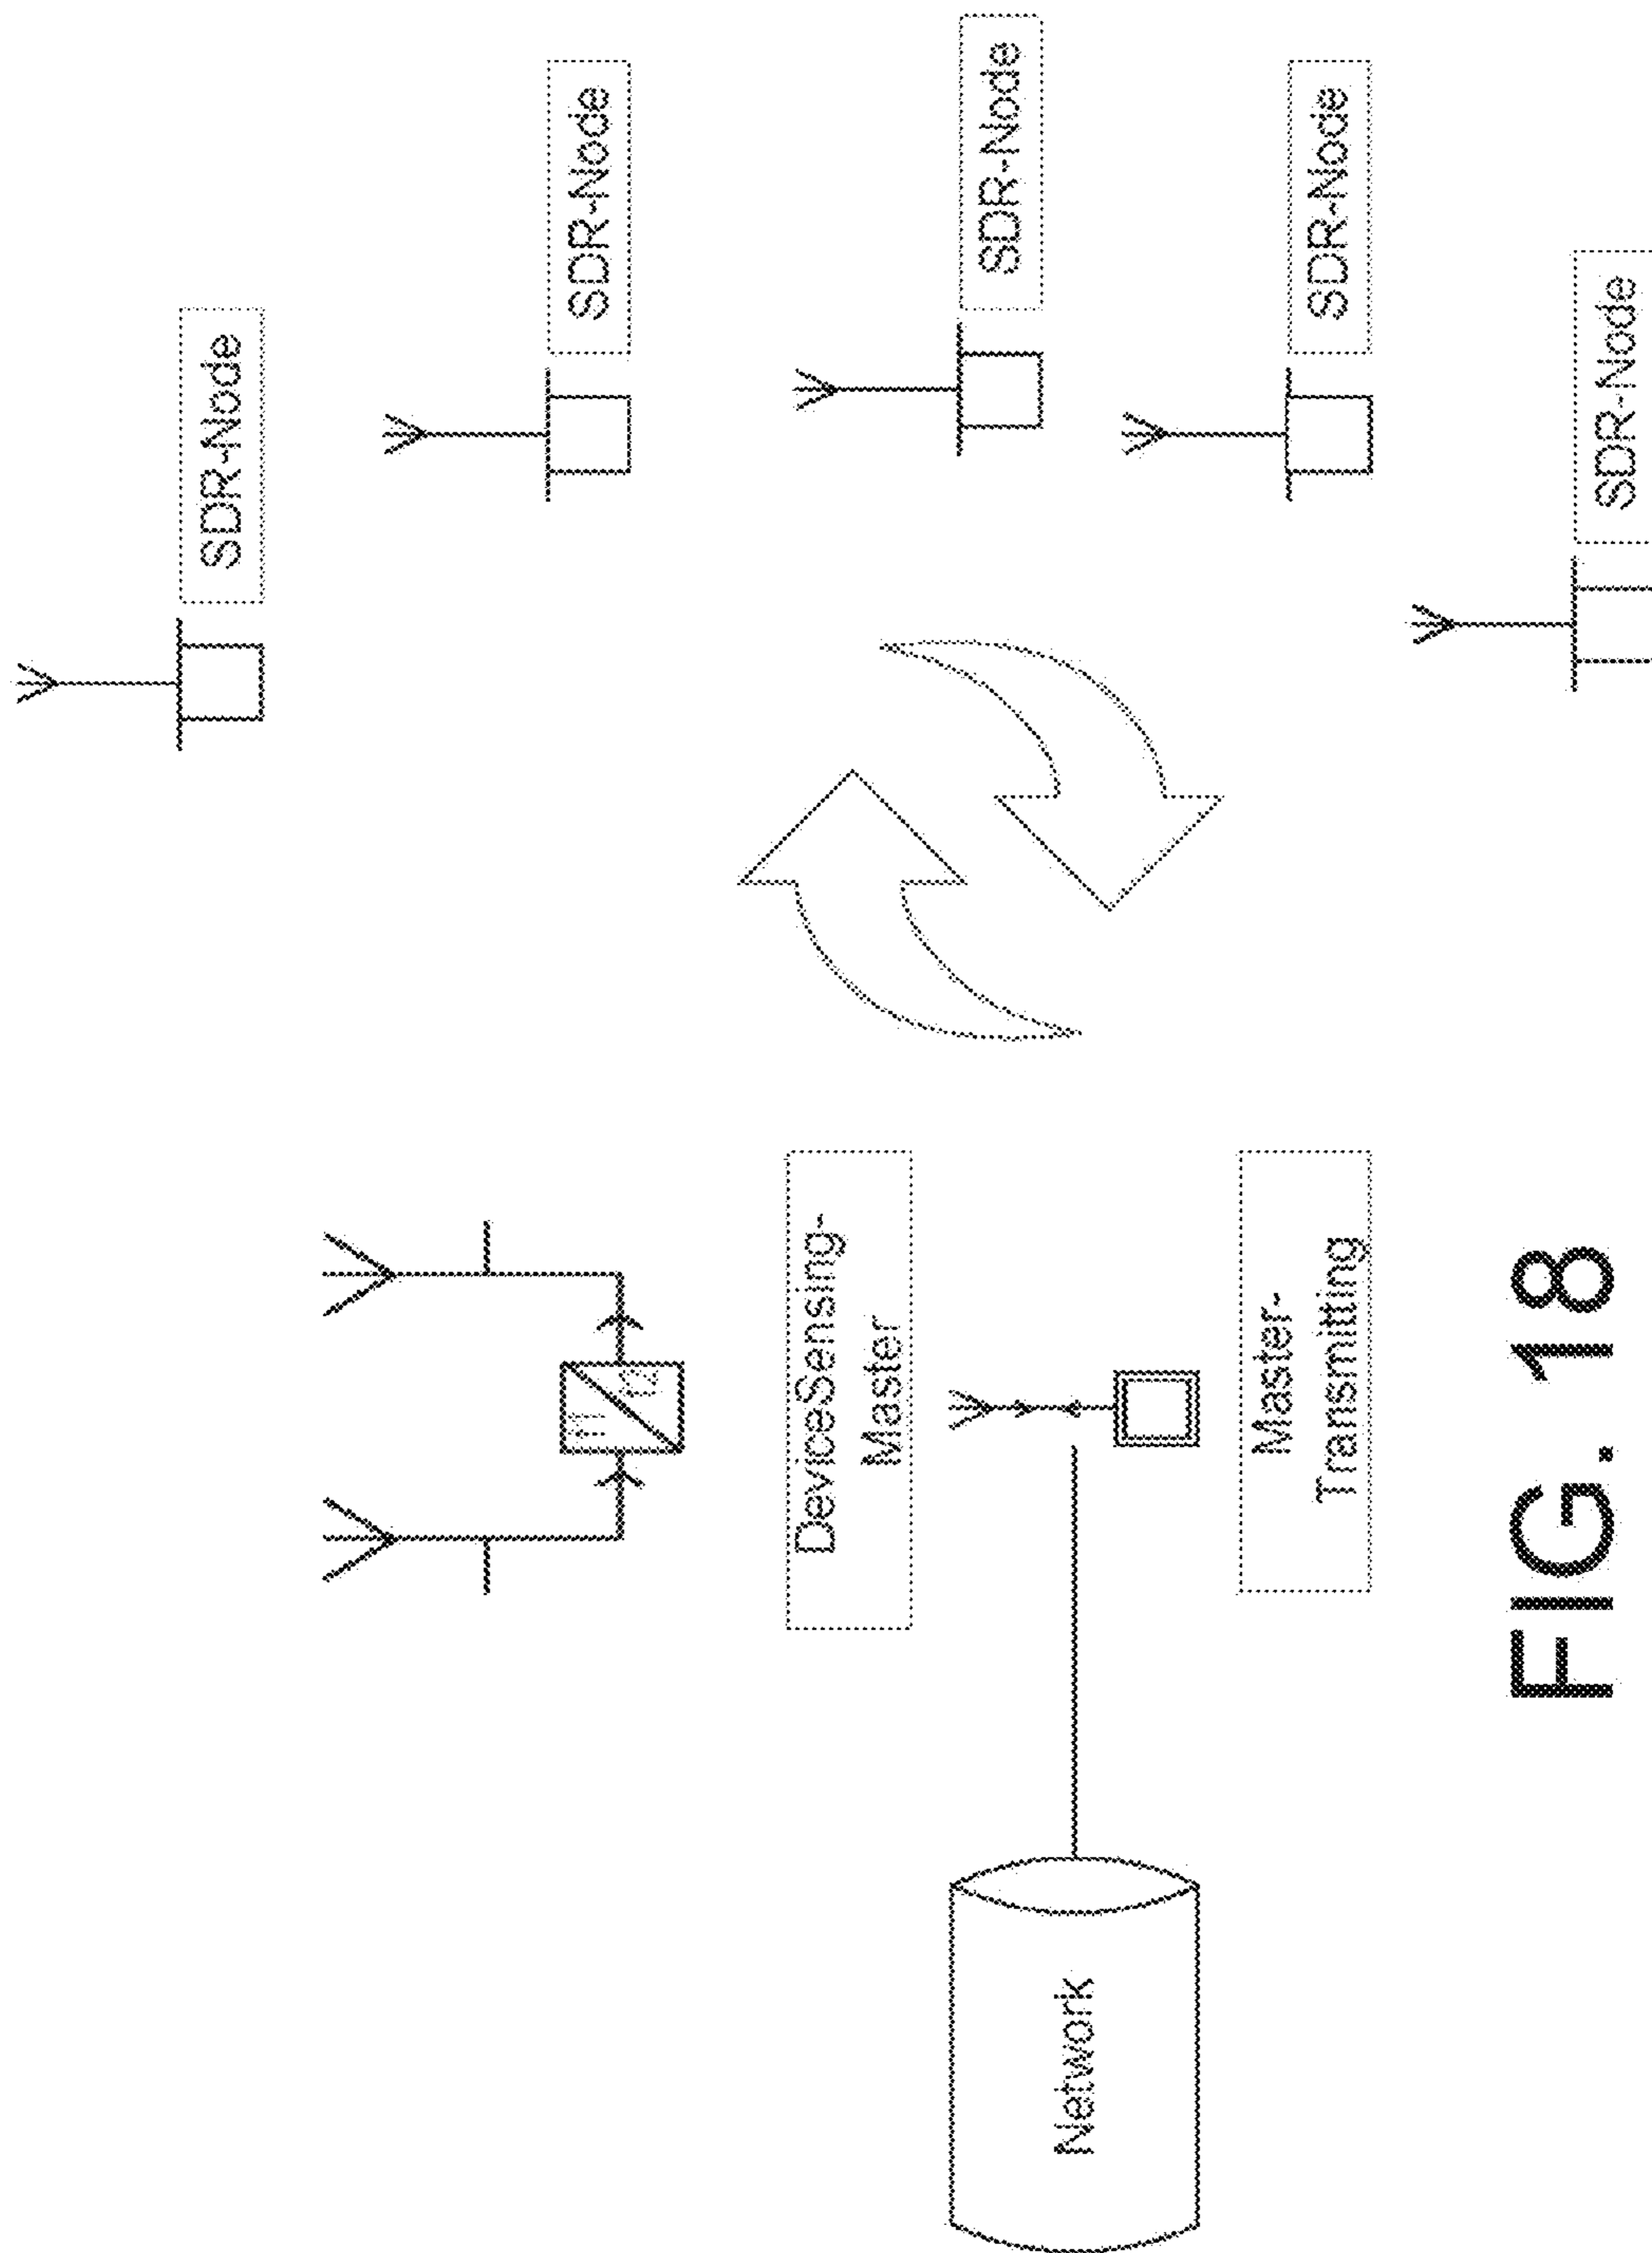 SDR-Node
SDR-Node
DeviceSensing-
Master
SDR-Node
Network
Master-
Transmitting
SDR-Node
SDR-Node
FIG. 18